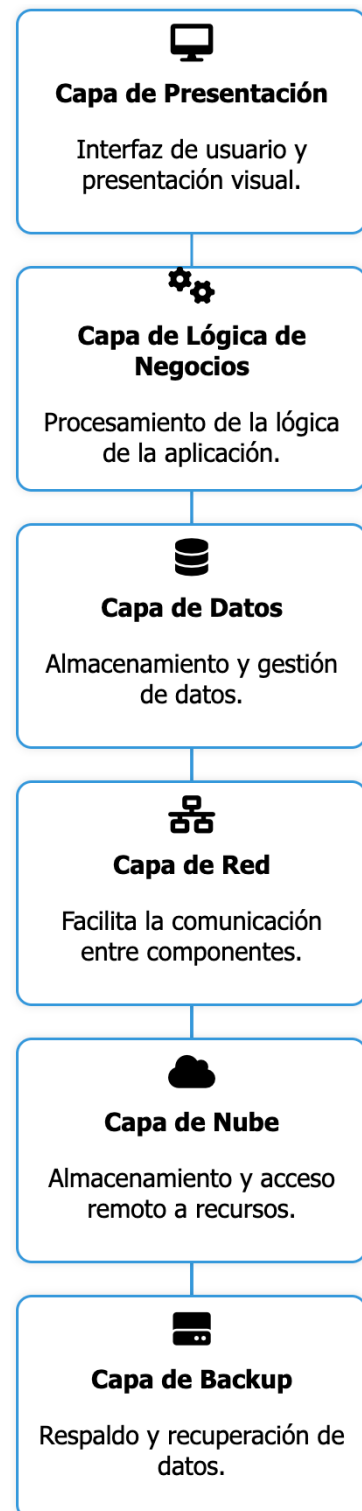 Capa de Presentación
Interfaz de usuario y
presentación visual.
Capa de Lógica de
Negocios
Procesamiento de la lógica
de la aplicación.
Capa de Datos
Almacenamiento y gestión
de datos.
Capa de Red
Facilita la comunicación
entre componentes.
Capa de Nube
Almacenamiento y acceso
remoto a recursos.
Capa de Backup
Respaldo y recuperación de
datos.